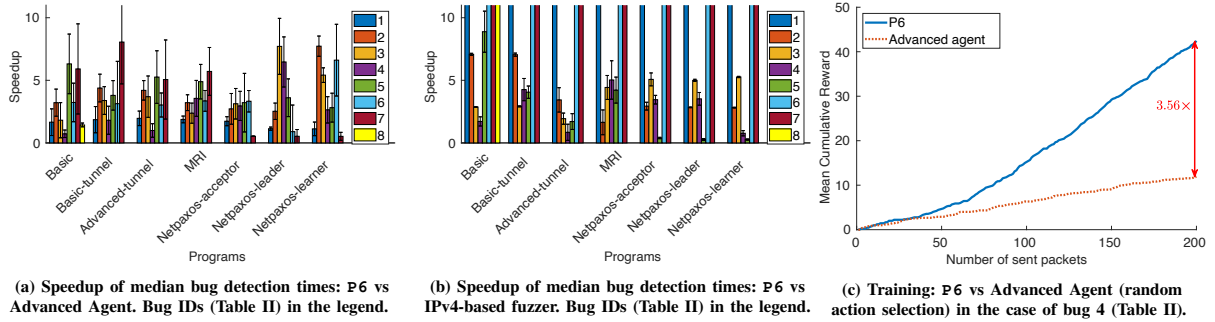 10
5
0
Speedup
1
2
3
4
5
6
7
8
Basic
Basic-tunnel
Advanced-tunnel
MRI
Netpaxos-acceptor
Netpaxos-leader
Netpaxos-learner
Programs
(a) Speedup of median bug detection times: P6 vs
Advanced Agent. Bug IDs (Table II) in the legend.
10
5
0
Speedup
1
2
3
4
5
6
7
8
Basic
Basic-tunnel
Advanced-tunnel
MRI
Netpaxos-acceptor
Netpaxos-leader
Netpaxos-learner
Programs
(b) Speedup of median bug detection times: P6 vs
IPv4-based fuzzer. Bug IDs (Table II) in the legend.
50
40
30
20
10
0
Mean Cumulative Reward
P6
Advanced agent
3.56×
0
50
100
150
200
Number of sent packets
(c) Training: P6 vs Advanced Agent (random
action selection) in the case of bug 4 (Table II).